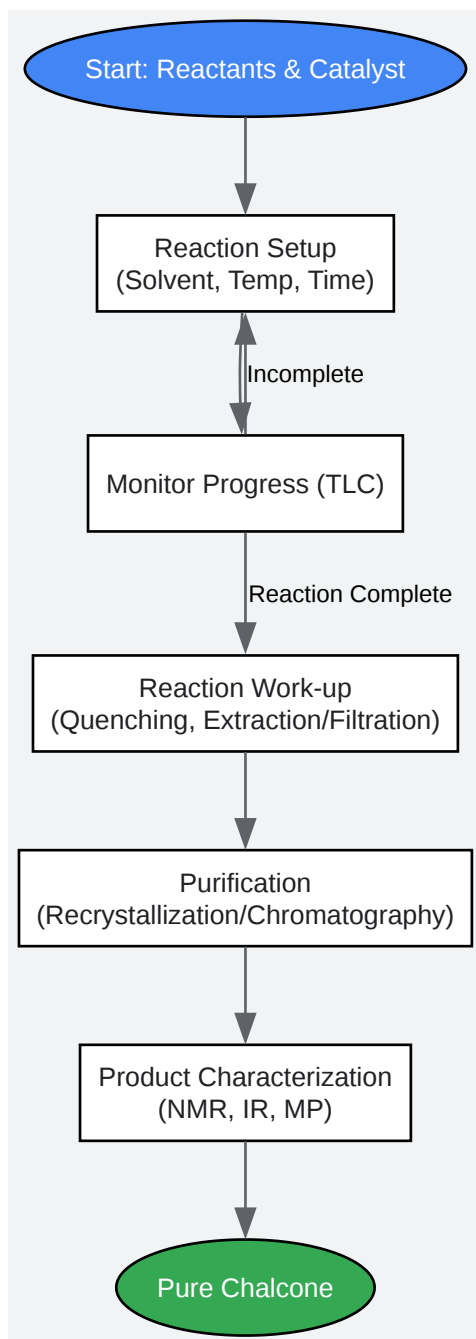 Start: Reactants & Catalyst
Reaction Setup
(Solvent, Temp, Time)
Incomplete
Monitor Progress (TLC)
Reaction Complete
Reaction Work-up
(Quenching, Extraction/Filtration)
Purification
(Recrystallization/Chromatography)
Product Characterization
(NMR, IR, MP)
Pure Chalcone